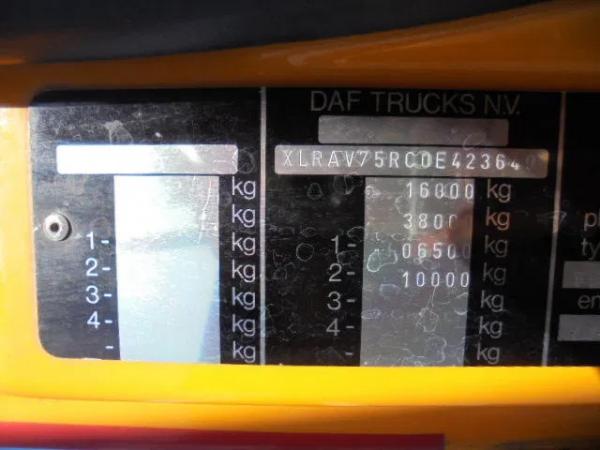 DAF TRUCKS N.V.
XLRAV75RC0E42364
kg
kg
1- kg
2- kg
3- kg
4- kg
- kg
16000 kg
3800 kg
1- 06500 kg
2- 10000 kg
3- kg
4- kg
- kg